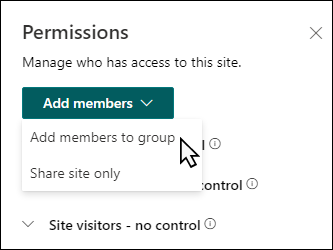 Permissions
Manage who has access to this site.
Add members
Add members to group
Share site only
control
Site visitors - no control